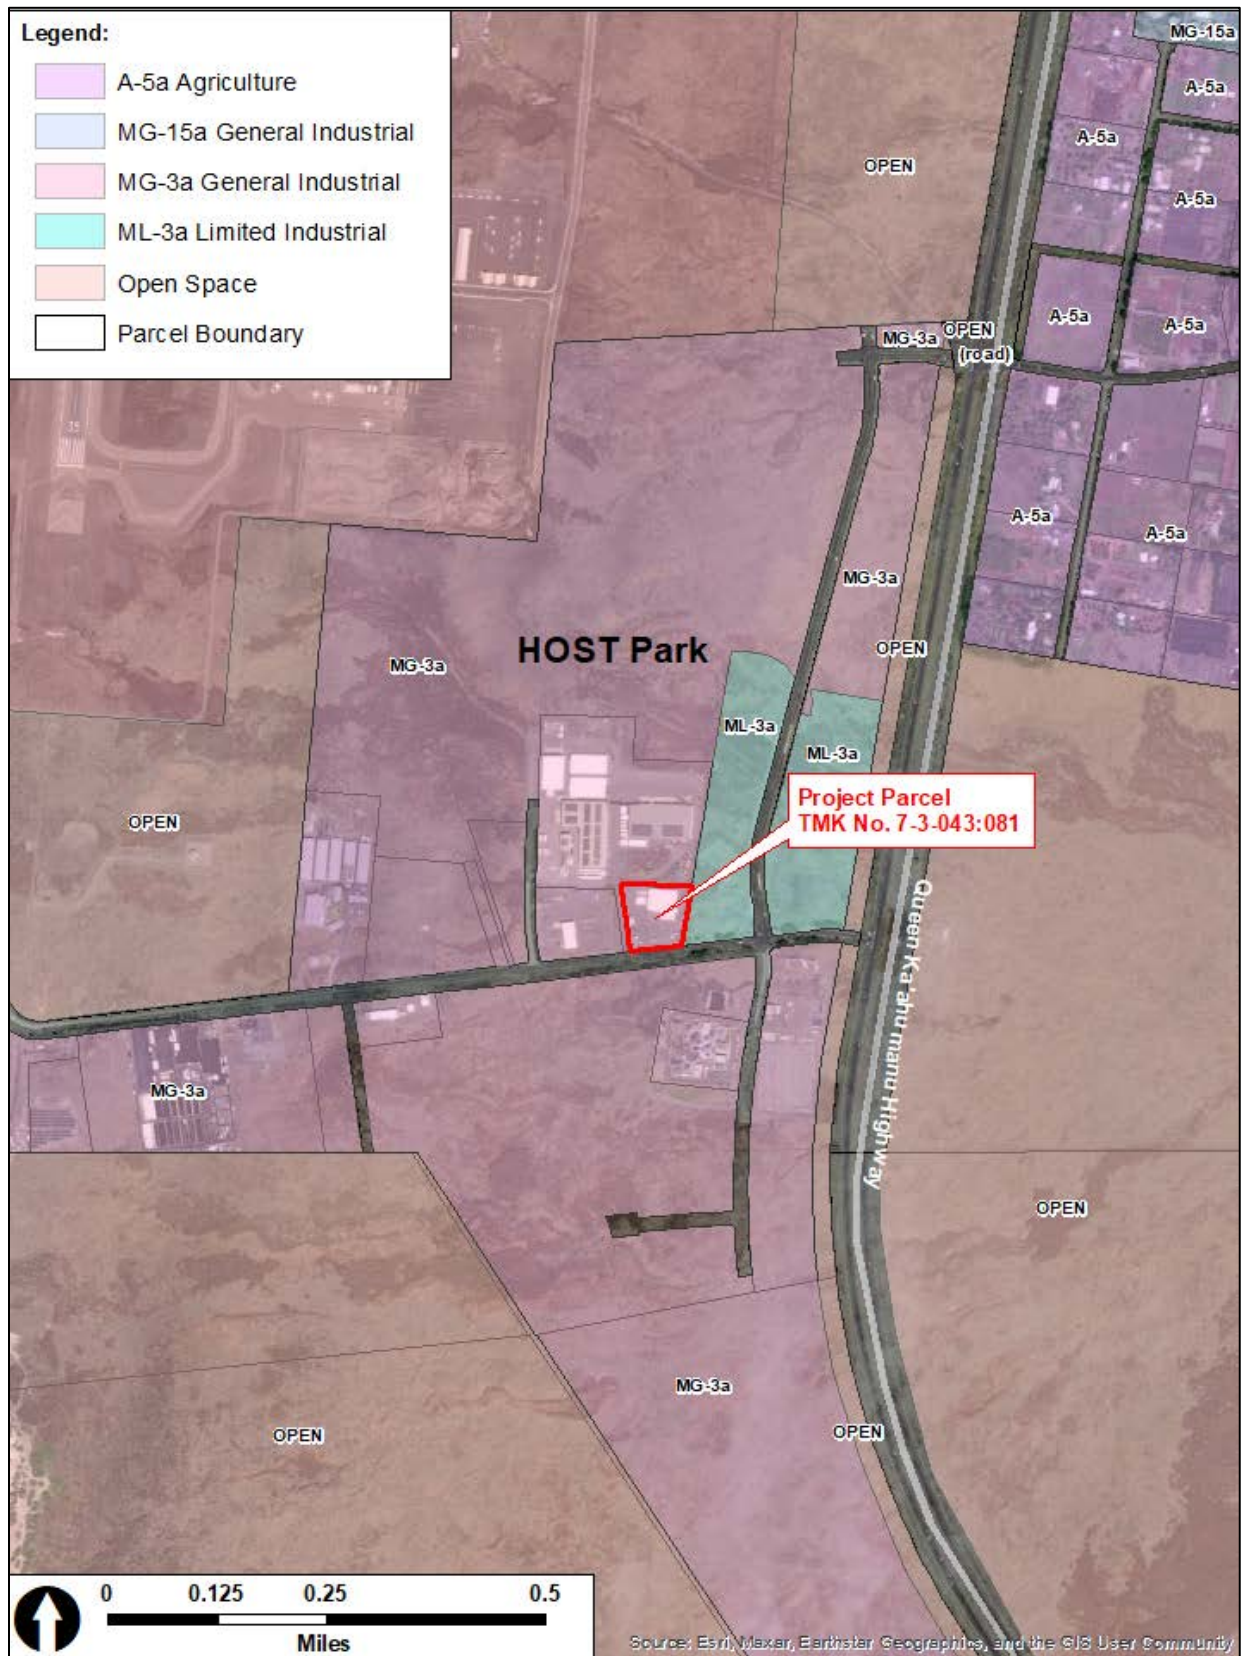 Legend:
A-5a Agriculture
MG-15a General Industrial
MG-3a General Industrial
ML-3a Limited Industrial
Open Space
Parcel Boundary
MG-15a
A-5a
A-5a
OPEN
A-5a
A-5a
A-5a
MG-3a
OPEN
(road)
A-5a
A-5a
MG-3a
OPEN
HOST Park
MG-3a
ML-3a
ML-3a
Project Parcel
TMK No. 7-3-043:081
OPEN
Queen Ka'ahumanu Highway
MG-3a
OPEN
MG-3a
OPEN
OPEN
0 0.125 0.25 0.5
Miles
Source: Esri, Maxar, Earthstar Geographics, and the GIS User Community